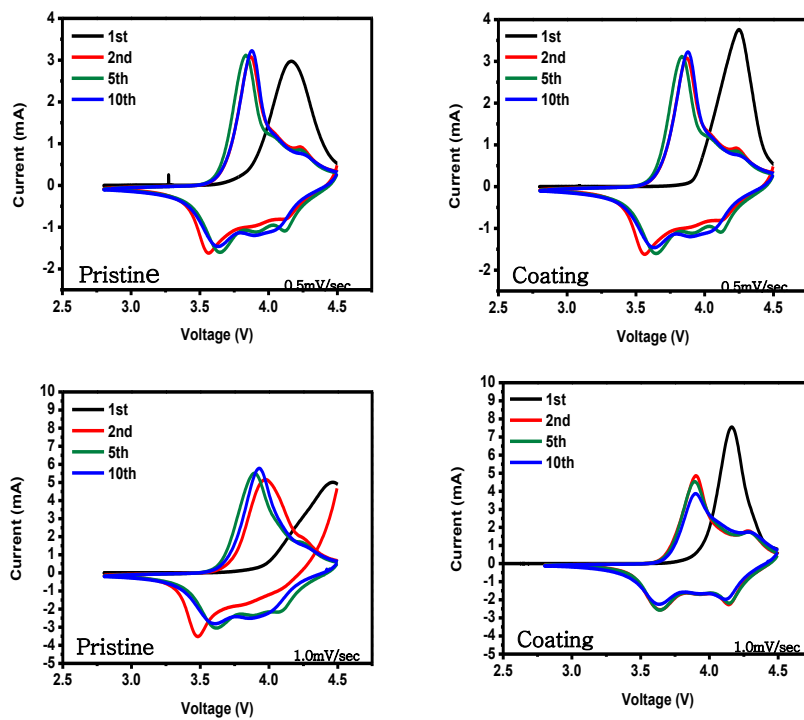 4
3
2
1
0
-1
-2
Current (mA)
1st
2nd
5th
10th
Pristine
0.5mV/sec
2.5 3.0 3.5 4.0 4.5
Voltage (V)
4
3
2
1
0
-1
-2
Current (mA)
1st
2nd
5th
10th
Coating
0.5mV/sec
2.5 3.0 3.5 4.0 4.5
Voltage (V)
10
9
8
7
6
5
4
3
2
1
0
-1
-2
-3
-4
-5
Current (mA)
1st
2nd
5th
10th
Pristine
1.0mV/sec
2.5 3.0 3.5 4.0 4.5
Voltage (V)
10
9
8
7
6
5
4
3
2
1
0
-1
-2
-3
-4
-5
Current (mA)
1st
2nd
5th
10th
Coating
1.0mV/sec
2.5 3.0 3.5 4.0 4.5
Voltage (V)